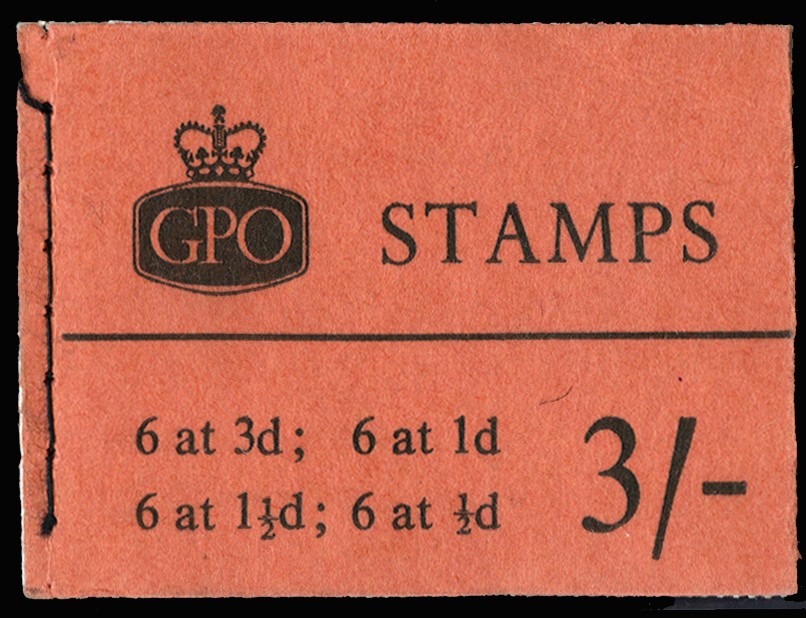 GPO STAMPS
6 at 3d; 6 at 1d
6 at 1½d; 6 at ½d
3/-